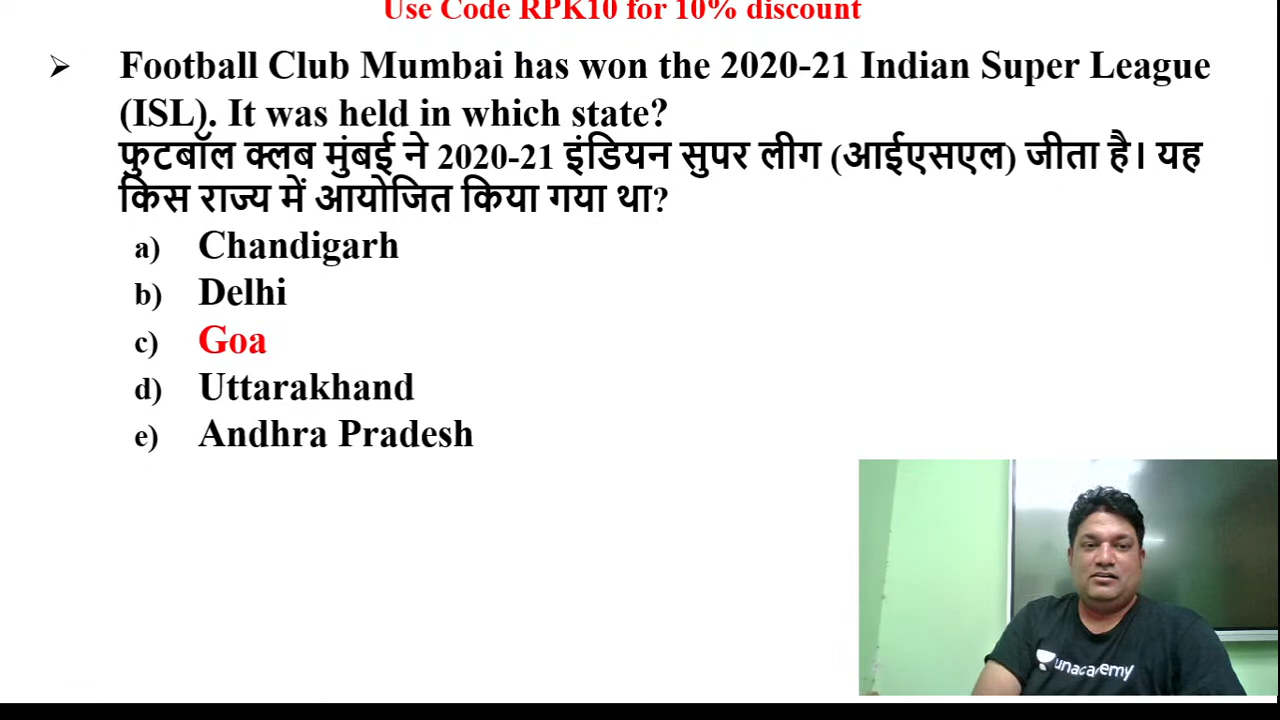 Use Code RPK10 for 10% discount
➢ Football Club Mumbai has won the 2020-21 Indian Super League
(ISL). It was held in which state?
फुटबॉल क्लब मुंबई ने 2020-21 इंडियन सुपर लीग (आईएसएल) जीता है। यह
किस राज्य में आयोजित किया गया था?
a) Chandigarh
b) Delhi
c) Goa
d) Uttarakhand
e) Andhra Pradesh
unacademy